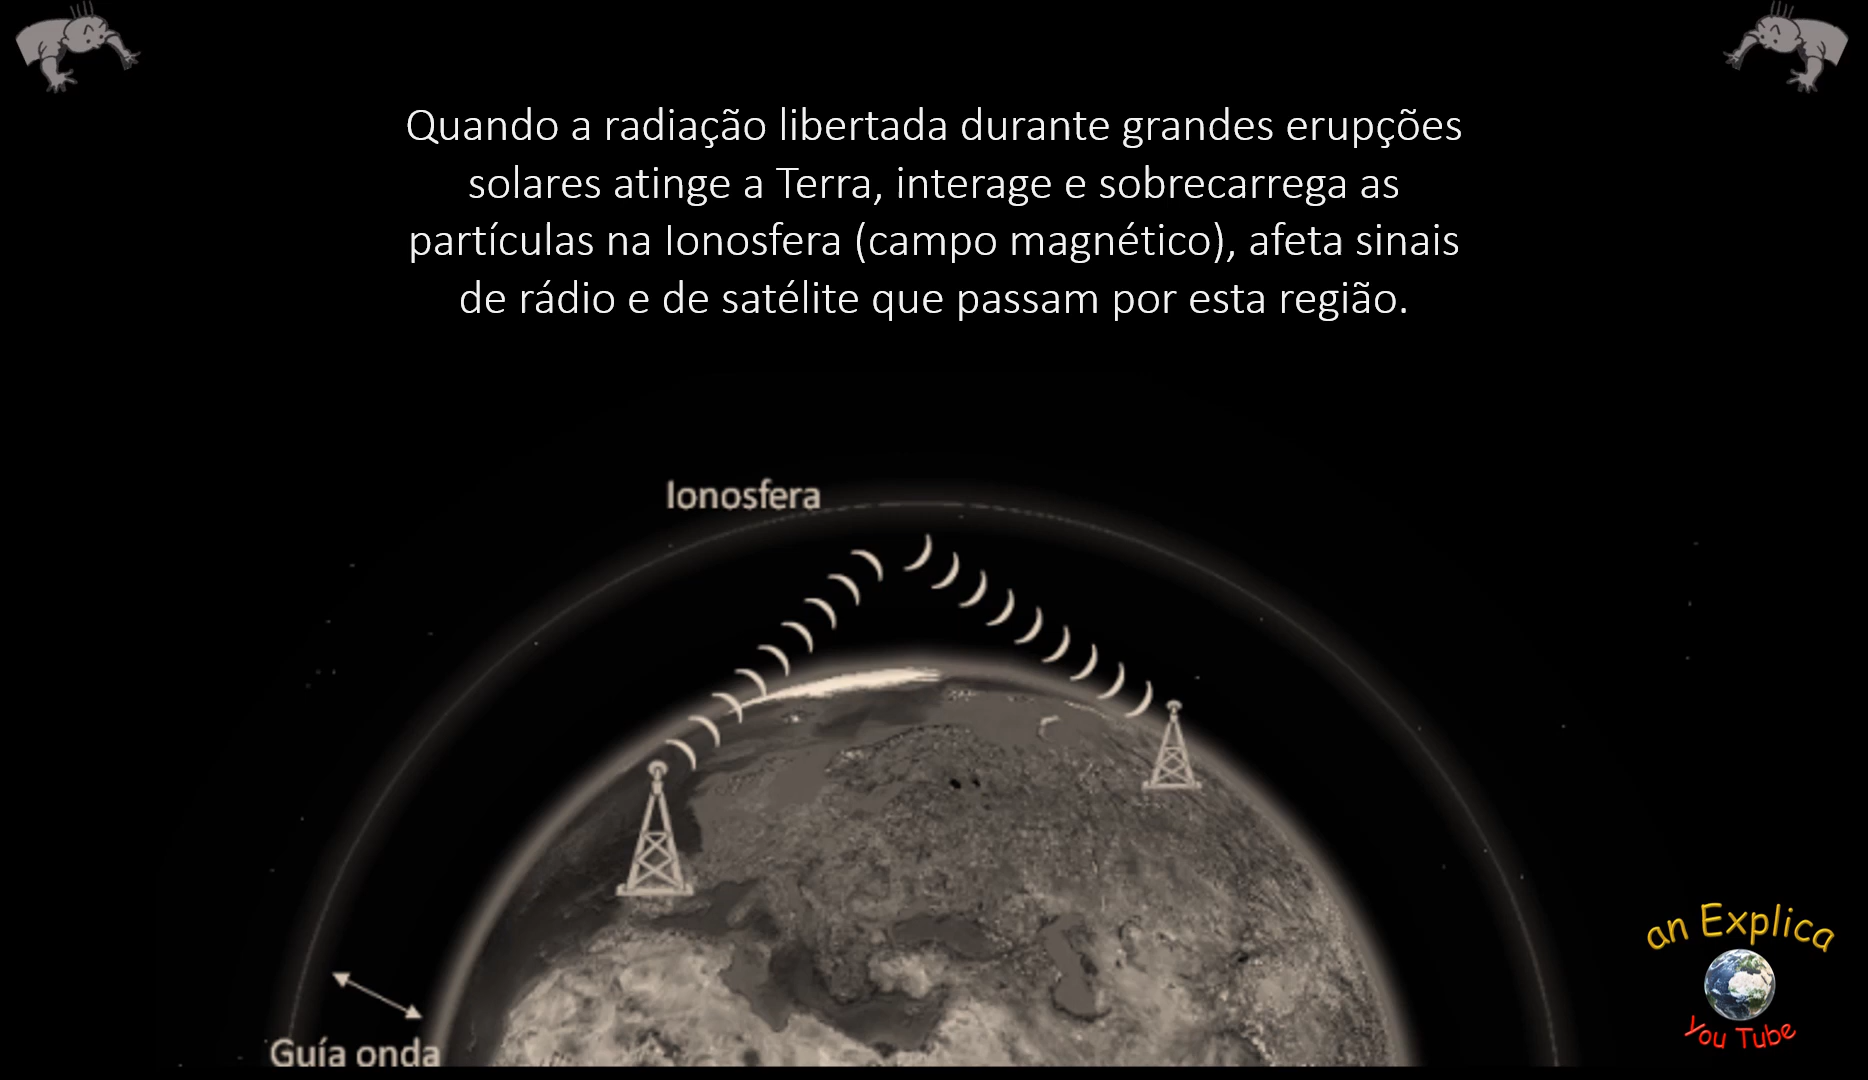 Quando a radiação libertada durante grandes erupções
solares atinge a Terra, interage e sobrecarrega as
partículas na Ionosfera (campo magnético), afeta sinais
de rádio e de satélite que passam por esta região.
Ionosfera
Guía onda
an Explica
You Tube